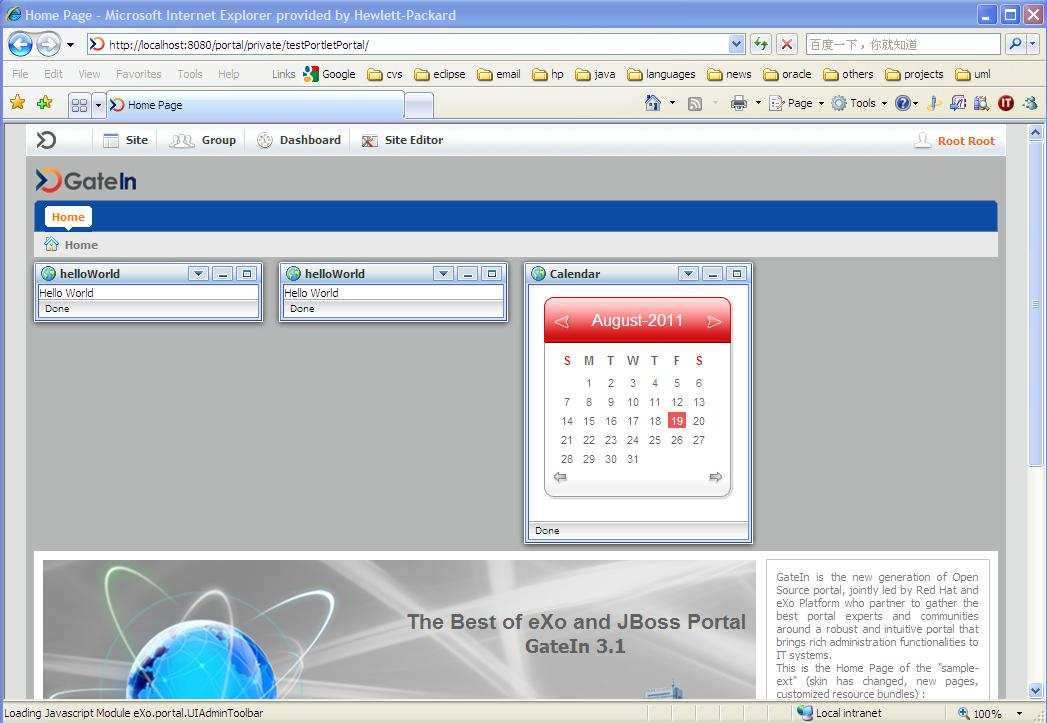 Home Page - Microsoft Internet Explorer provided by Hewlett-Packard
http://localhost:8080/portal/private/testPortletPortal/
百度一下，你就知道
File Edit View Favorites Tools Help Links Google cvs eclipse email hp java languages news oracle others projects uml
Home Page Page Tools IT
Site Group Dashboard Site Editor Root Root
GateIn
Home
Home
helloWorld
Hello World
Done
helloWorld
Hello World
Done
Calendar
August-2011
S M T W T F S
1 2 3 4 5 6
7 8 9 10 11 12 13
14 15 16 17 18 19 20
21 22 23 24 25 26 27
28 29 30 31
Done
The Best of eXo and JBoss Portal
GateIn 3.1
GateIn is the new generation of Open
Source portal, jointly led by Red Hat and
eXo Platform who partner to gather the
best portal experts and communities
around a robust and intuitive portal that
brings rich administration functionalities to
IT systems.
This is the Home Page of the "sample-
ext" (skin has changed, new pages,
customized resource bundles) :
Loading Javascript Module eXo.portal.UIAdminToolbar Local intranet 100%